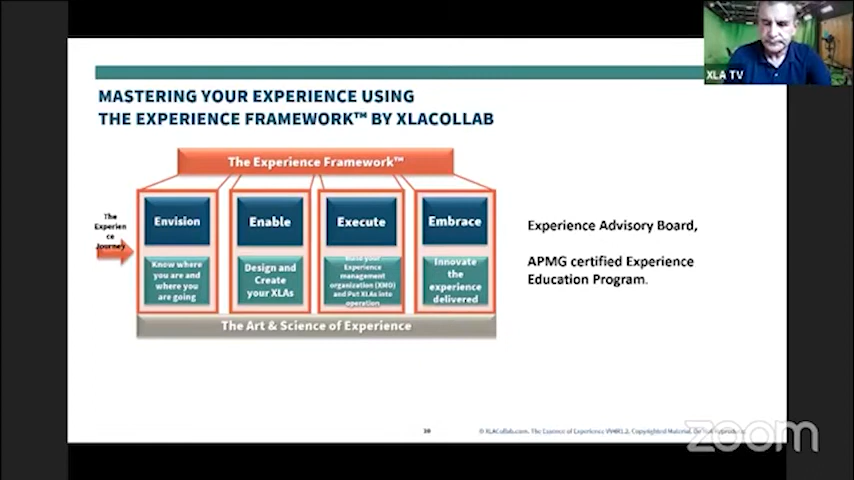 XLA TV
MASTERING YOUR EXPERIENCE USING
THE EXPERIENCE FRAMEWORK™ BY XLACOLLAB
The Experience Framework™
The
Experien
ce
Journey
Envision
Enable
Execute
Embrace
Know where
you are and
where you
are going
Design and
Create
your XLAs
Build your
Experience
management
organization (XMO)
and Put XLAs into
operation
Innovate
the
experience
delivered
The Art & Science of Experience
Experience Advisory Board,
APMG certified Experience
Education Program.
© XLACollab.com. The Essence of Experience Copyrighted Material. Do Not Reproduce.
zoom